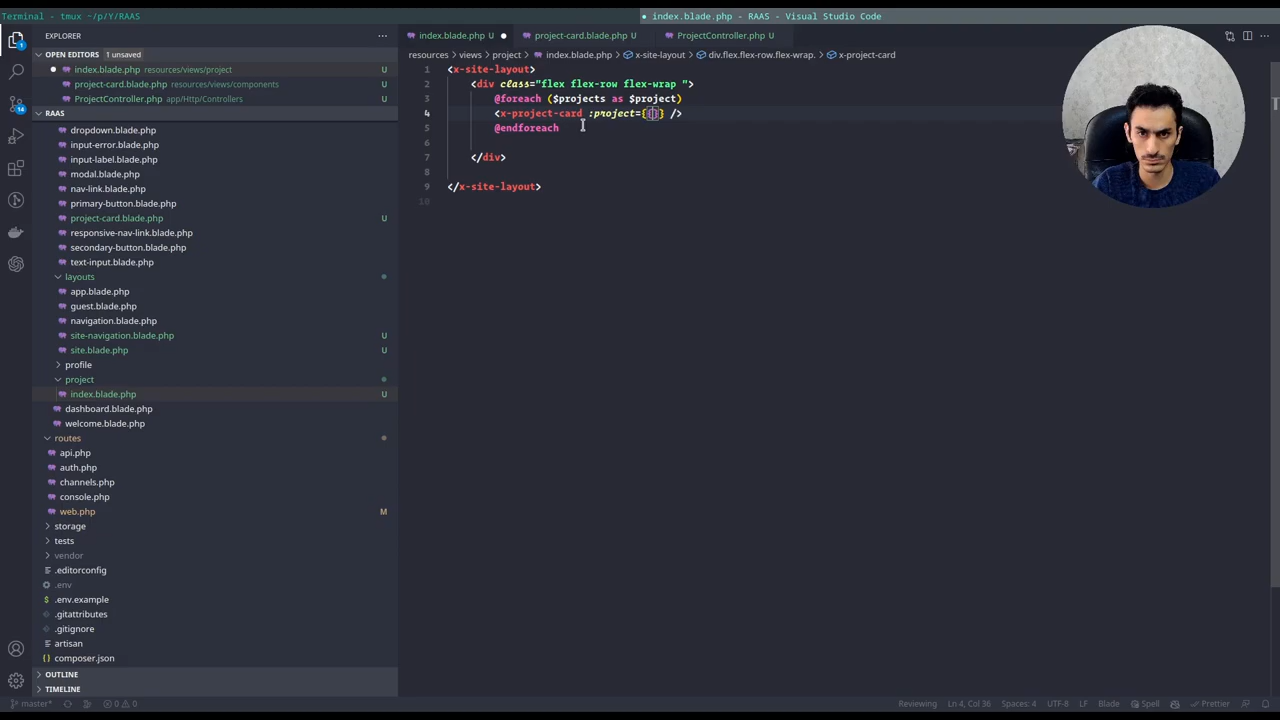 Terminal - tmux ~/p/Y/RAAS
● index.blade.php - RAAS - Visual Studio Code
EXPLORER
index.blade.php U
project-card.blade.php U
ProjectController.php U
OPEN EDITORS 1 unsaved
resources > views > project > index.blade.php > x-site-layout > div.flex.flex-row.flex-wrap. > x-project-card
index.blade.php resources/views/project U
project-card.blade.php resources/views/components U
ProjectController.php app/Http/Controllers U
RAAS
dropdown.blade.php
input-error.blade.php
input-label.blade.php
modal.blade.php
nav-link.blade.php
primary-button.blade.php
project-card.blade.php U
responsive-nav-link.blade.php
secondary-button.blade.php
text-input.blade.php
layouts
app.blade.php
guest.blade.php
navigation.blade.php
site-navigation.blade.php U
site.blade.php U
profile
project
index.blade.php U
dashboard.blade.php
welcome.blade.php
routes
api.php
auth.php
channels.php
console.php
web.php M
storage
tests
vendor
.editorconfig
.env
.env.example
.gitattributes
.gitignore
artisan
composer.json
OUTLINE
TIMELINE
1 <x-site-layout>
2 <div class="flex flex-row flex-wrap ">
3 @foreach ($projects as $project)
4 <x-project-card :project={{}} />
5 @endforeach
6
7 </div>
8
9 </x-site-layout>
10
1
14
master*
0 0
Reviewing
Ln 4, Col 36
Spaces: 4
UTF-8
LF
Blade
Spell
Prettier